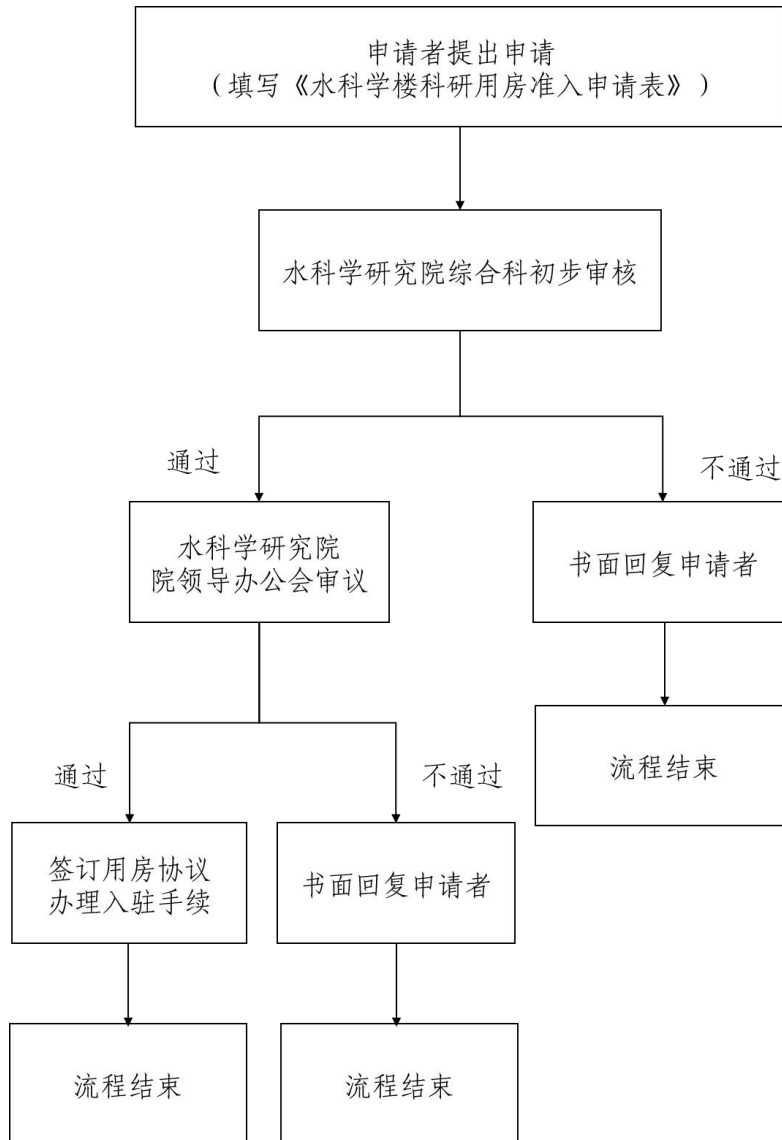 申请者提出申请
（填写《水科学楼科研用房准入申请表》）
水科学研究院综合科初步审核
通过
不通过
水科学研究院
院领导办公会审议
书面回复申请者
通过
不通过
流程结束
签订用房协议
办理入驻手续
书面回复申请者
流程结束
流程结束